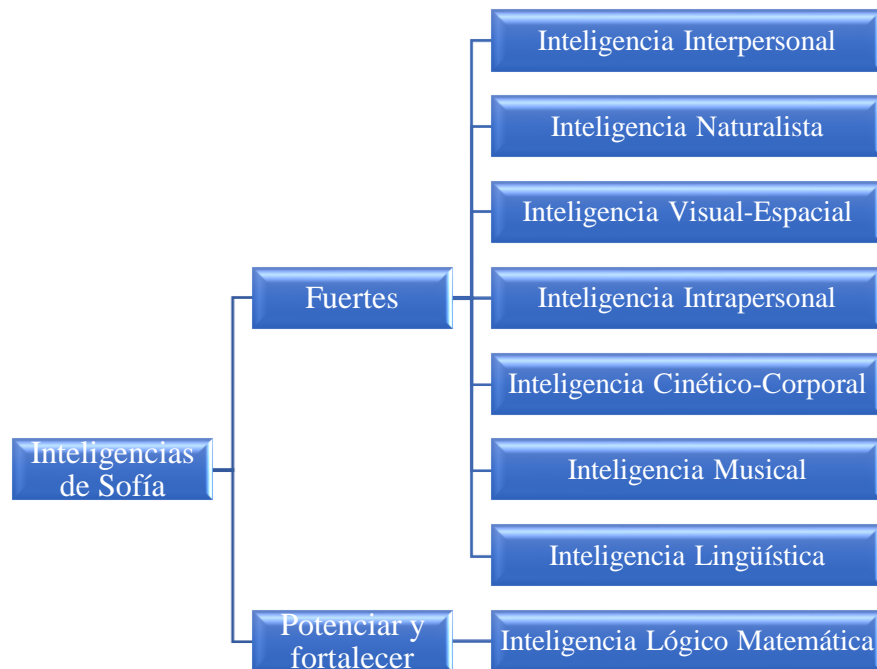 Inteligencia Interpersonal
Inteligencia Naturalista
Inteligencia Visual-Espacial
Fuertes
Inteligencia Intrapersonal
Inteligencia Cinético-Corporal
Inteligencias
de Sofía
Inteligencia Musical
Inteligencia Lingüística
Potenciar y
fortalecer
Inteligencia Lógico Matemática